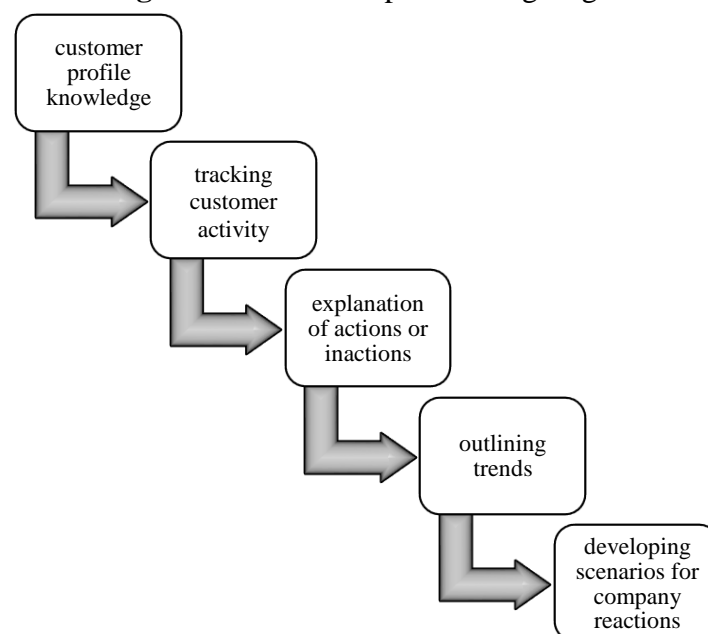 customer
profile
knowledge
tracking
customer
activity
explanation
of actions or
inactions
outlining
trends
developing
scenarios for
company
reactions